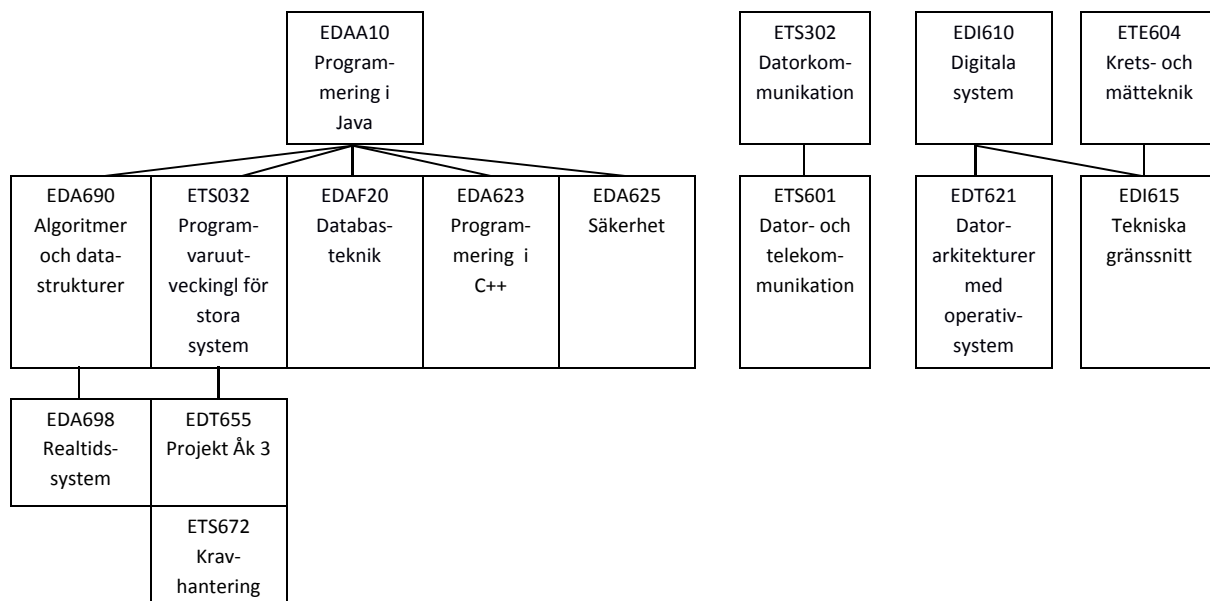 EDAA10
Program-
mering i
Java
ETS302
Datorkom-
munikation
EDI610
Digitala
system
ETE604
Krets- och
mätteknik
EDA690
Algoritmer
och data-
strukturer
ETS032
Program-
varuut-
veckingl för
stora
system
EDAF20
Databas-
teknik
EDA623
Program-
mering i
C++
EDA625
Säkerhet
ETS601
Dator- och
telekom-
munikation
EDT621
Dator-
arkitekturer
med
operativ-
system
EDI615
Tekniska
gränssnitt
EDA698
Realtids-
system
EDT655
Projekt Åk 3
ETS672
Krav-
hantering